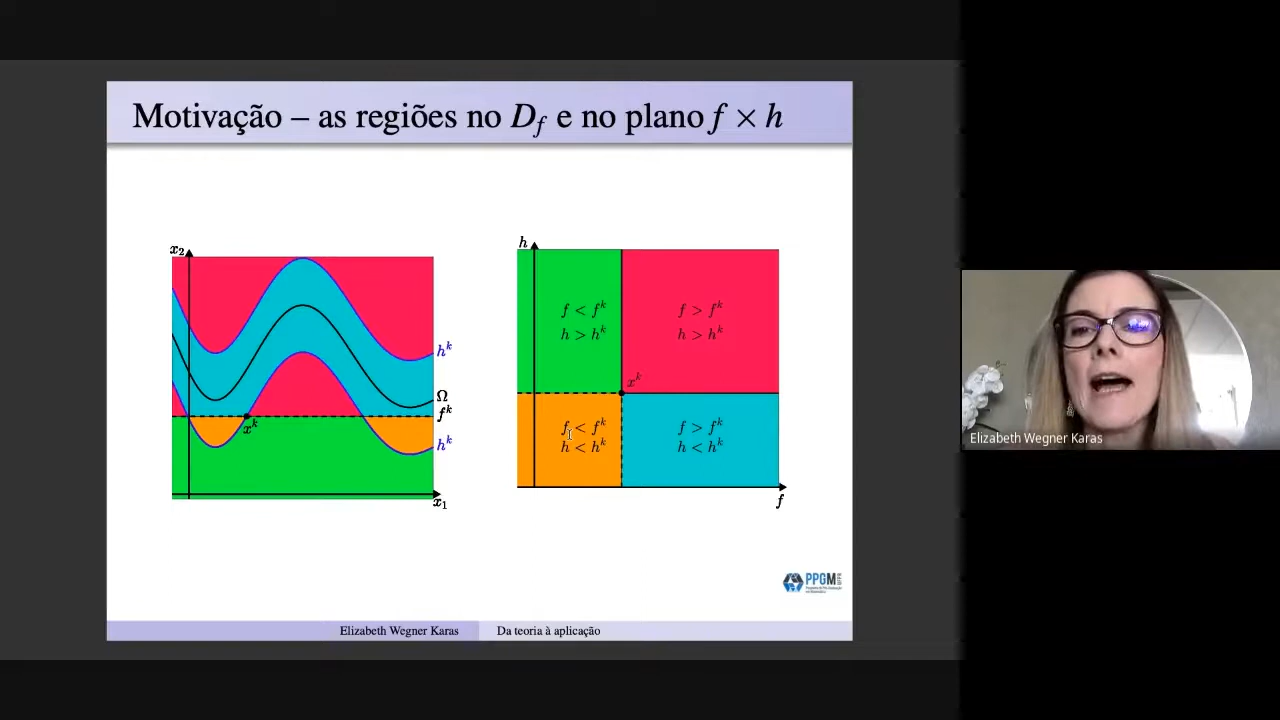 Motivação – as regiões no D_f e no plano f × h
x₂
h^k
Ω
f^k
x^k
h^k
x₁
h
f < f^k
h > h^k
f > f^k
h > h^k
x^k
f < f^k
h < h^k
f > f^k
h < h^k
f
PPGM
UFPR
Elizabeth Wegner Karas
Da teoria à aplicação
Elizabeth Wegner Karas